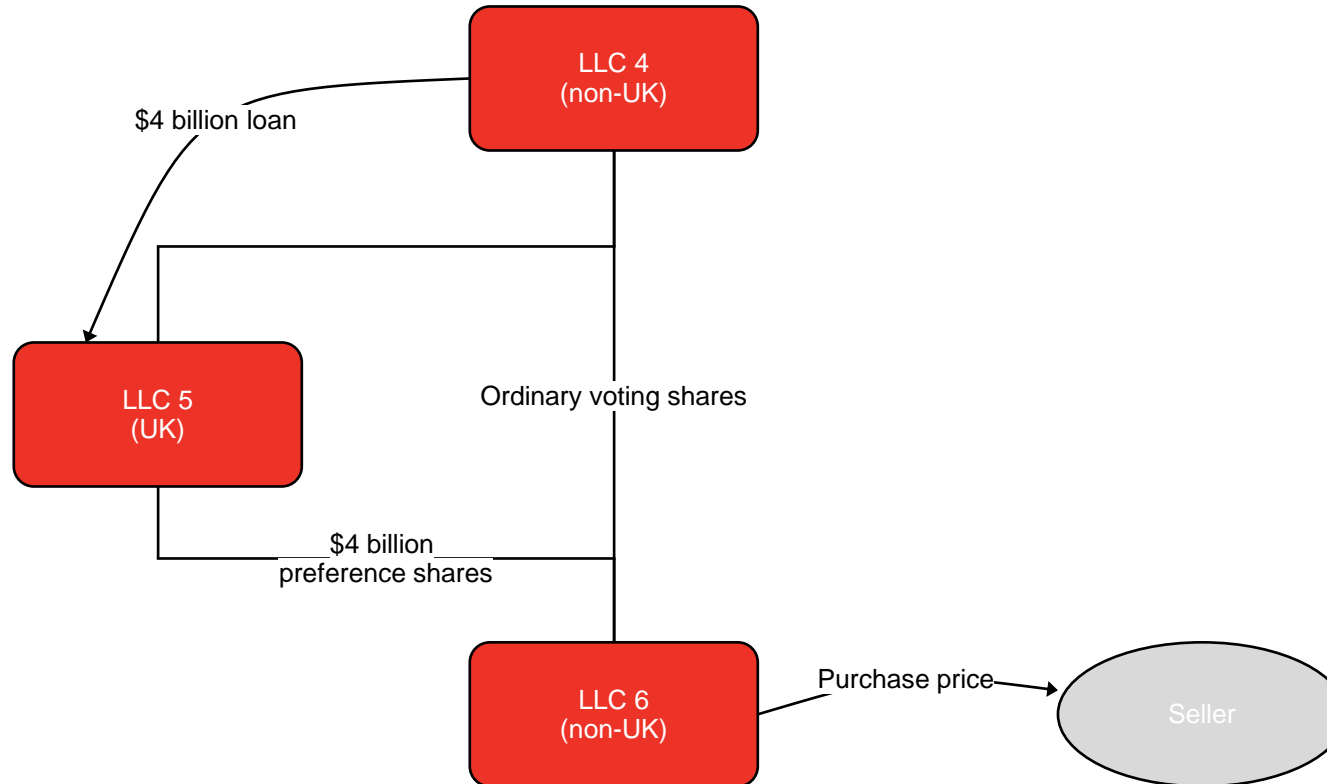 LLC 4
(non-UK)
$4 billion loan
LLC 5
(UK)
Ordinary voting shares
$4 billion
preference shares
LLC 6
(non-UK)
Purchase price
Seller